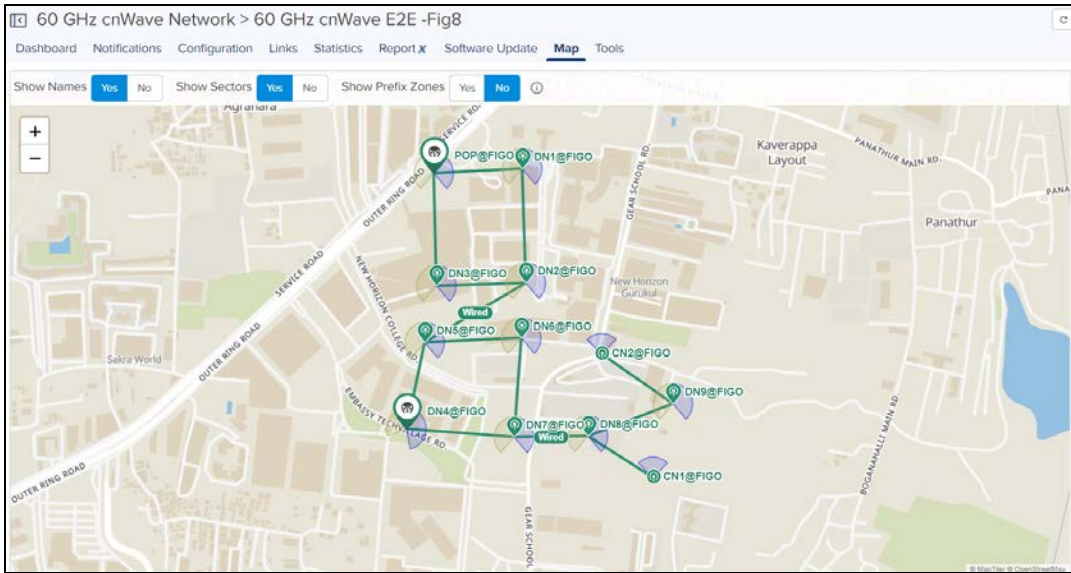 60 GHz cnWave Network > 60 GHz cnWave E2E -Fig8
Dashboard Notifications Configuration Links Statistics Report X Software Update Map Tools
Show Names Yes No Show Sectors Yes No Show Prefix Zones Yes No
Agrahara
SERVICE ROAD
+
−
POP@FIGO
DN1@FIGO
GEAR SCHOOL RD.
Kaverappa
Layout
PANATHUR MAIN RD.
PANA
OUTER RING ROAD
Panathur
SERVICE ROAD
NEW HORIZON COLLEGE RD
DN3@FIGO
DN2@FIGO
New Horizon
Gurukul
Wired
DN5@FIGO
DN6@FIGO
CN2@FIGO
Sakra World
OUTER RING ROAD
DN9@FIGO
EMBASSY TECHVILLAGE RD.
DN4@FIGO
DN7@FIGO
DN8@FIGO
Wired
BOGANAHALLI MAIN RD
CN1@FIGO
OUTER RING ROAD
GEAR SCHOOL
© MapTiler © OpenStreetMap